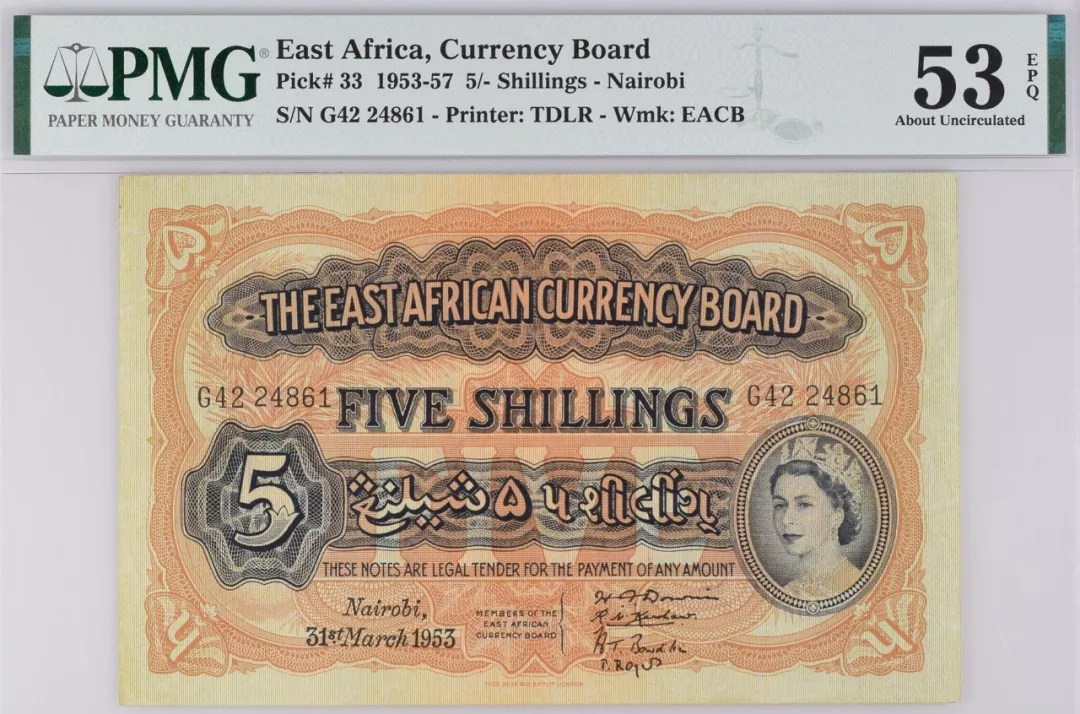 PMG®
PAPER MONEY GUARANTY
East Africa, Currency Board
Pick# 33 1953-57 5/- Shillings - Nairobi
S/N G42 24861 - Printer: TDLR - Wmk: EACB
53
EPQ
About Uncirculated
THE EAST AFRICAN CURRENCY BOARD
G42 24861 FIVE SHILLINGS G42 24861
5
شيلنڠ ۵ ૫ શીલીંગ
THESE NOTES ARE LEGAL TENDER FOR THE PAYMENT OF ANY AMOUNT
Nairobi,
31st March 1953
MEMBERS OF THE
EAST AFRICAN
CURRENCY BOARD